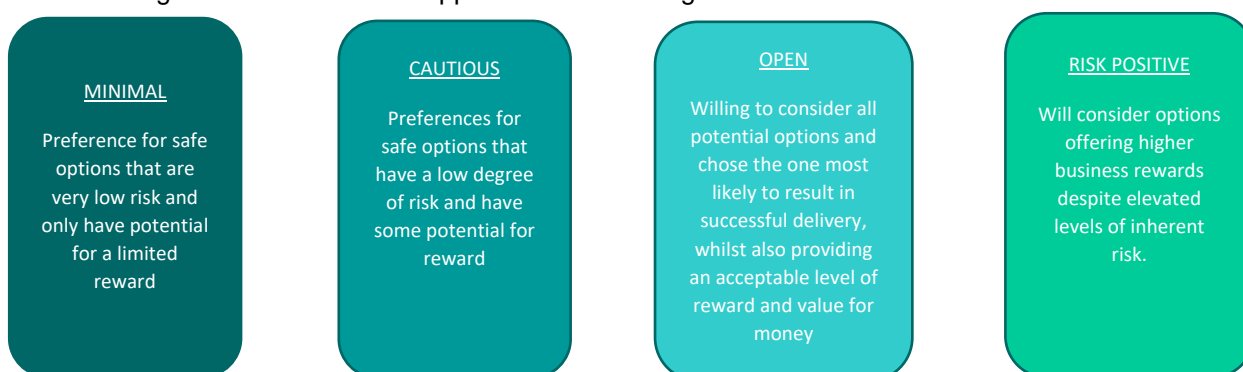 MINIMAL
Preference for safe
options that are
very low risk and
only have potential
for a limited
reward
CAUTIOUS
Preferences for
safe options that
have a low degree
of risk and have
some potential for
reward
OPEN
Willing to consider all
potential options and
chose the one most
likely to result in
successful delivery,
whilst also providing
an acceptable level of
reward and value for
money
RISK POSITIVE
Will consider options
offering higher
business rewards
despite elevated
levels of inherent
risk.